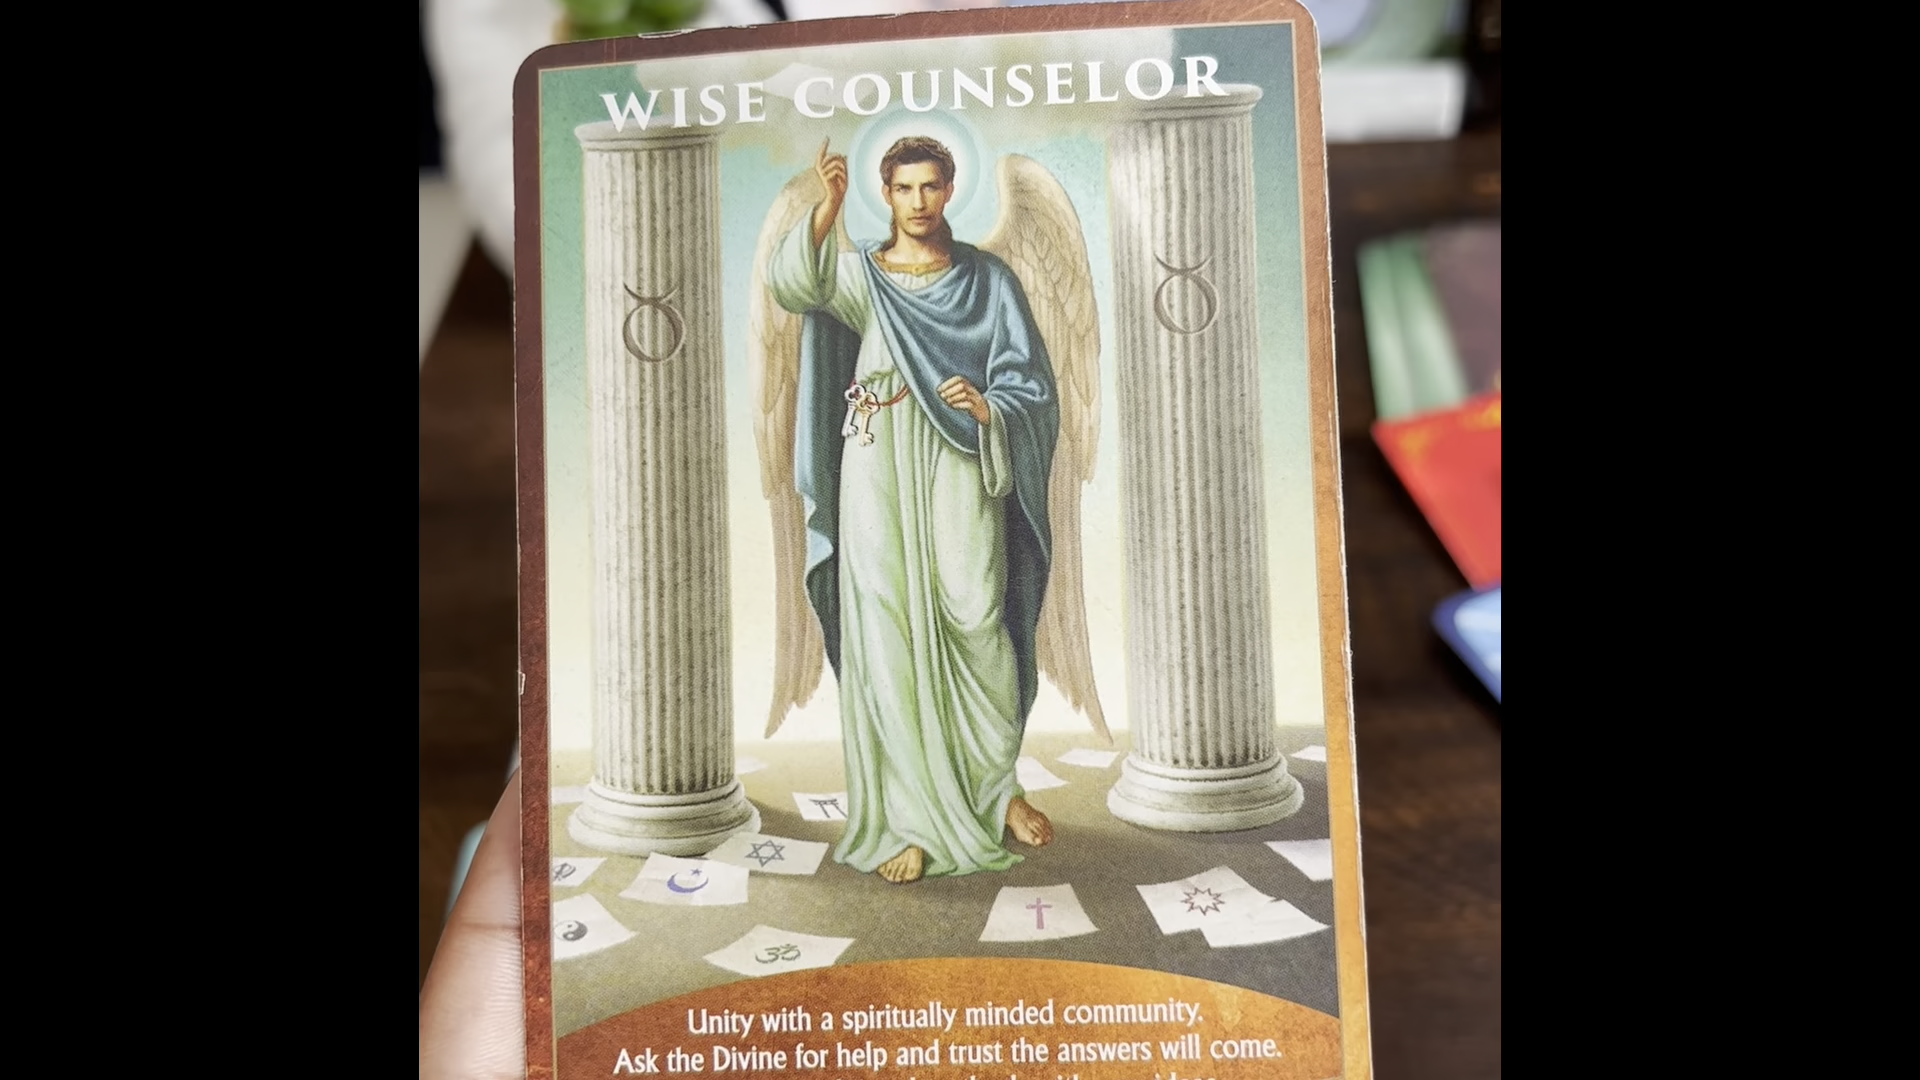 WISE COUNSELOR
Unity with a spiritually minded community.
Ask the Divine for help and trust the answers will come.